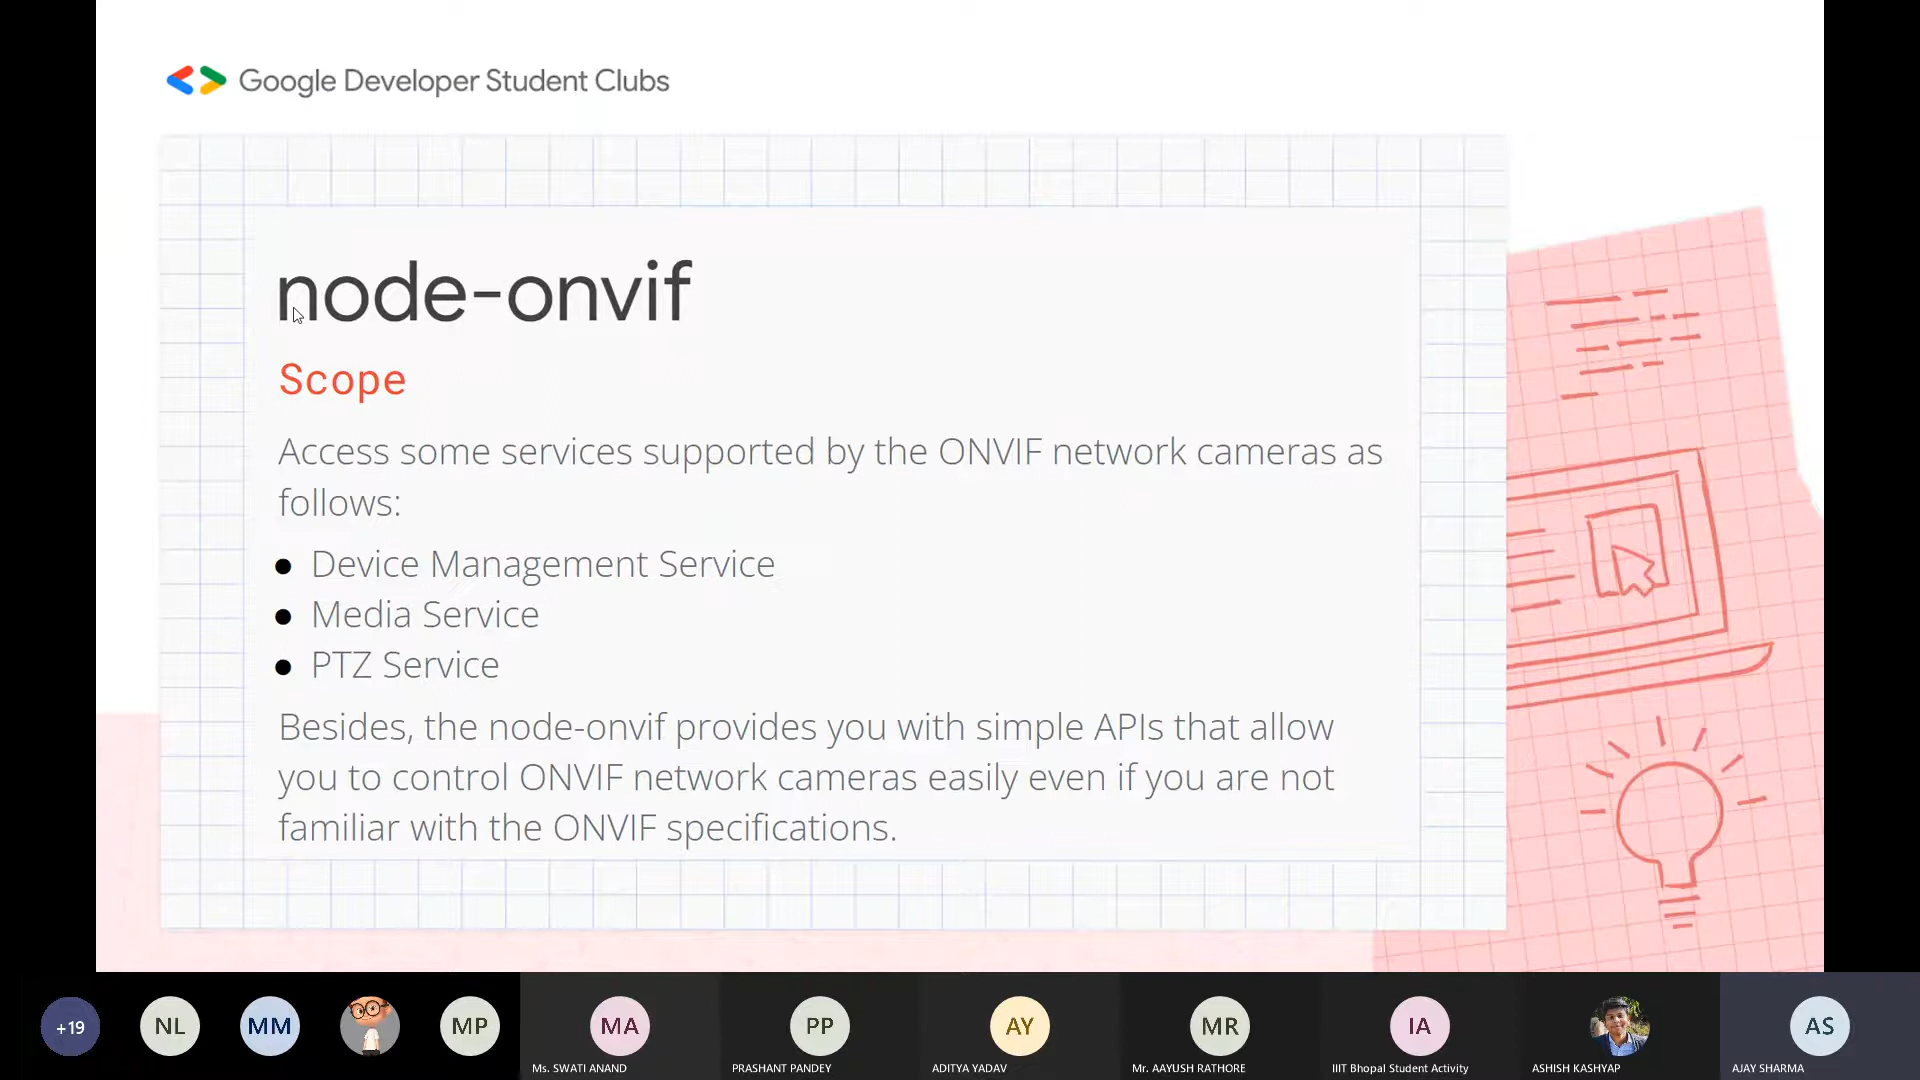 Google Developer Student Clubs
node-onvif
Scope
Access some services supported by the ONVIF network cameras as
follows:
● Device Management Service
● Media Service
● PTZ Service
Besides, the node-onvif provides you with simple APIs that allow
you to control ONVIF network cameras easily even if you are not
familiar with the ONVIF specifications.
+19
NL
MM
MP
MA
PP
AY
MR
IA
AS
Ms. SWATI ANAND
PRASHANT PANDEY
ADITYA YADAV
Mr. AAYUSH RATHORE
IIIT Bhopal Student Activity
ASHISH KASHYAP
AJAY SHARMA